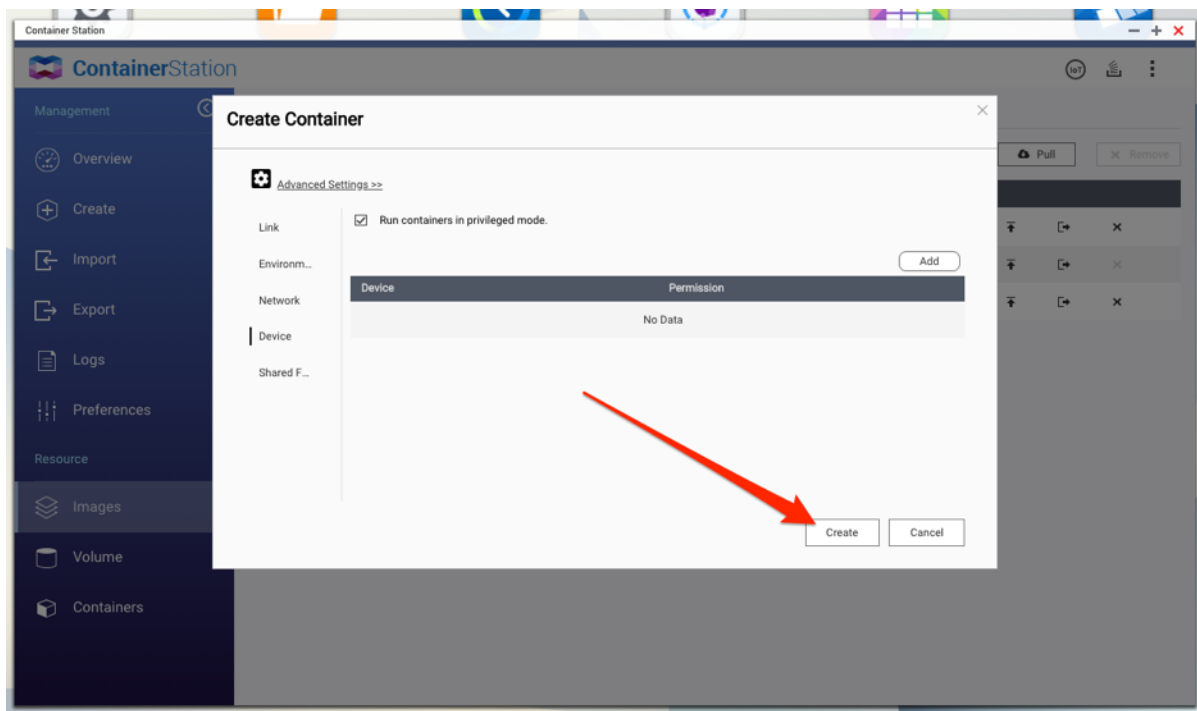 Container Station
ContainerStation
IoT
Management
Overview
Create
Import
Export
Logs
Preferences
Resource
Images
Volume
Containers
Pull
Remove
Create Container
Advanced Settings >>
Link
Environm...
Network
Device
Shared F...
Run containers in privileged mode.
Add
Device Permission
No Data
Create Cancel